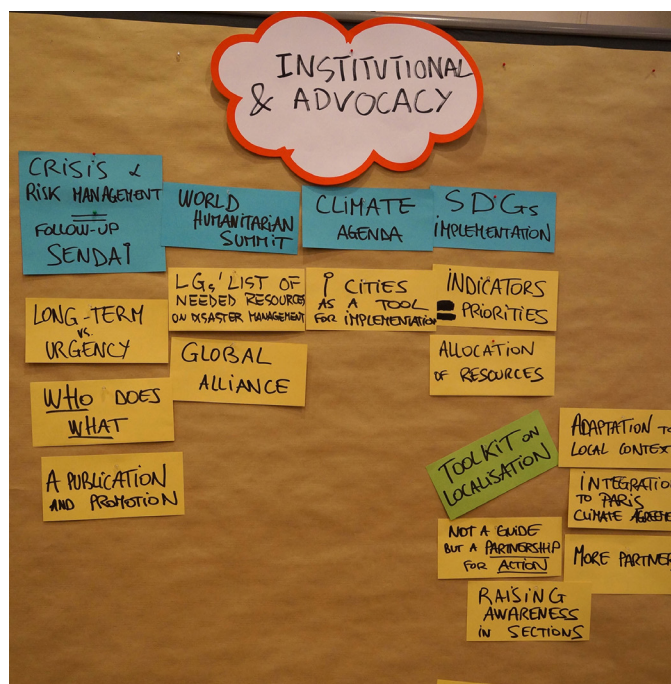 INSTITUTIONAL
& ADVOCACY
CRISIS &
RISK MANAGEMENT
FOLLOW-UP
SENDAI
LONG-TERM
vs.
URGENCY
WHO DOES
WHAT
A PUBLICATION
AND PROMOTION
WORLD
HUMANITARIAN
SUMMIT
LGs' LIST OF
NEEDED RESOURCES
ON DISASTER MANAGEMENT
GLOBAL
ALLIANCE
CLIMATE
AGENDA
i CITIES
AS A TOOL
FOR IMPLEMENTATION
SDGs
IMPLEMENTATION
INDICATORS
= PRIORITIES
ALLOCATION
OF RESOURCES
TOOLKIT ON
LOCALISATION
NOT A GUIDE
BUT A PARTNERSHIP
FOR ACTION
RAISING
AWARENESS
IN SECTIONS
ADAPTATION TO
LOCAL CONTEX
INTEGRATION
TO PARIS
CLIMATE AGREEME
MORE PARTNER